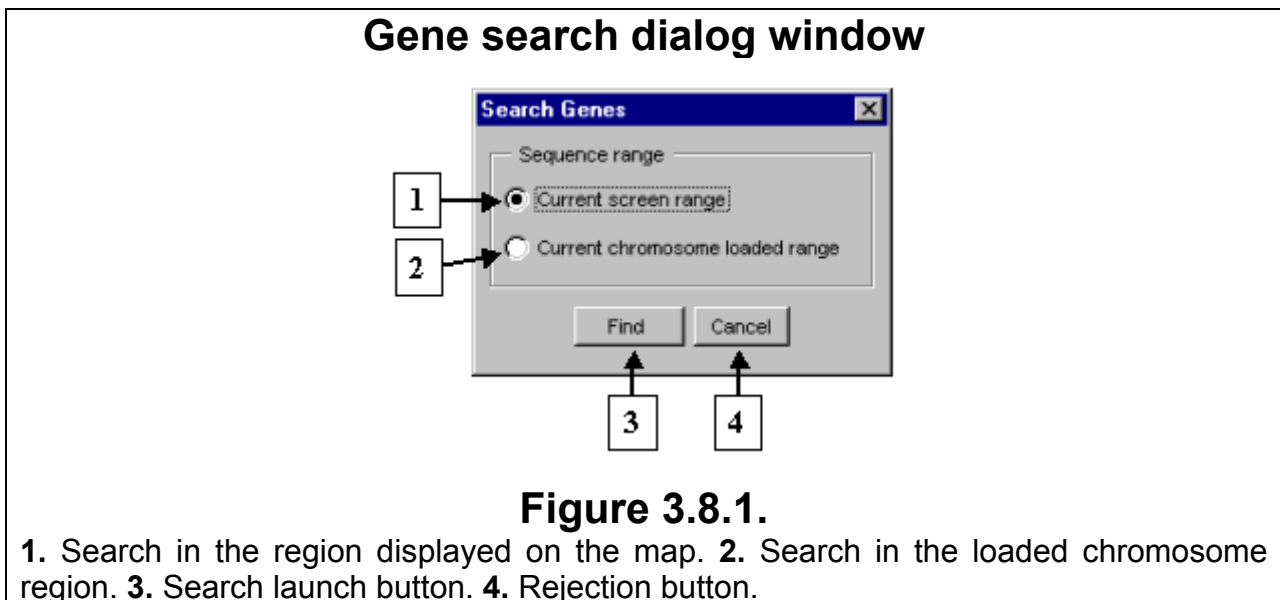 Gene search dialog window
Search Genes
Sequence range
1
Current screen range
2
Current chromosome loaded range
Find
Cancel
3
4
Figure 3.8.1.
1. Search in the region displayed on the map. 2. Search in the loaded chromosome
region. 3. Search launch button. 4. Rejection button.